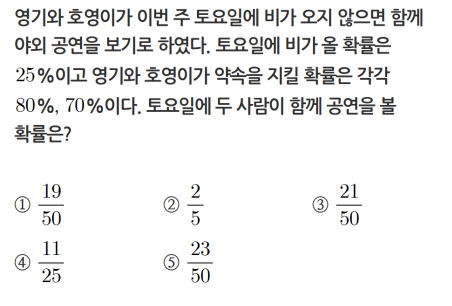 영기와 호영이가 이번 주 토요일에 비가 오지 않으면 함께
야외 공연을 보기로 하였다. 토요일에 비가 올 확률은
25%이고 영기와 호영이가 약속을 지킬 확률은 각각
80%, 70%이다. 토요일에 두 사람이 함께 공연을 볼
확률은?
① 19/50 ② 2/5 ③ 21/50
④ 11/25 ⑤ 23/50